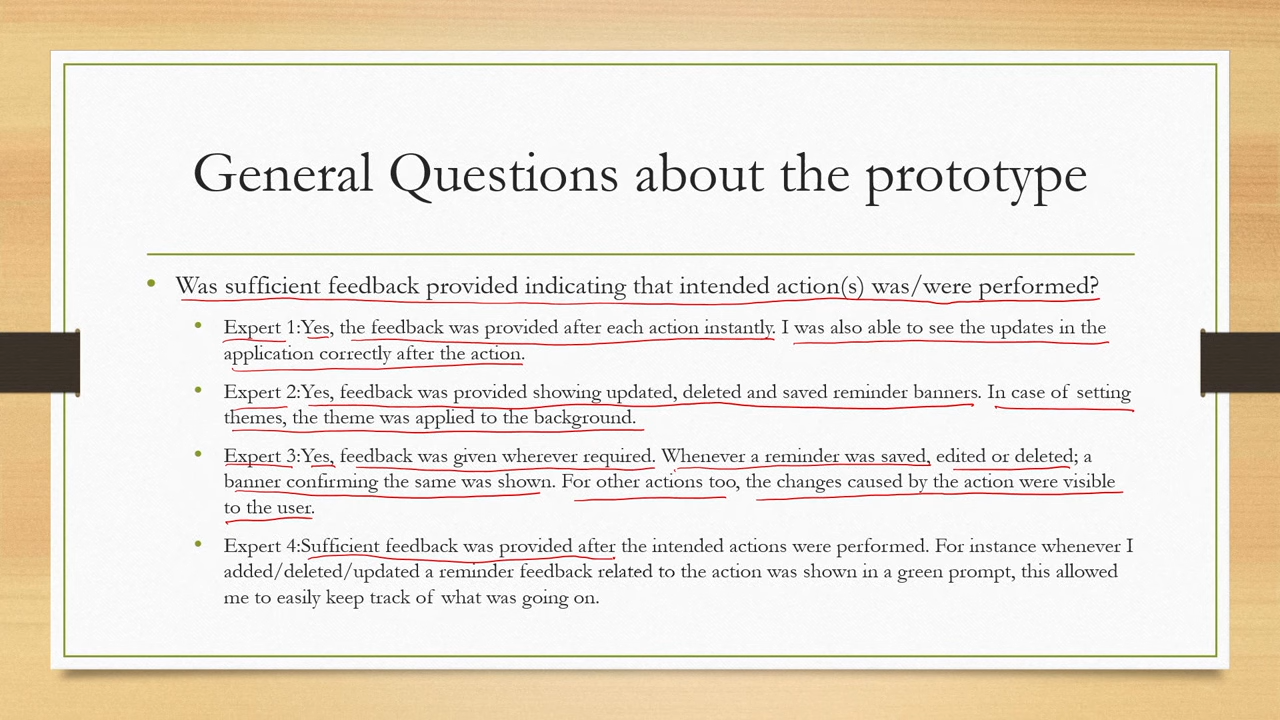 General Questions about the prototype
• Was sufficient feedback provided indicating that intended action(s) was/were performed?
• Expert 1:Yes, the feedback was provided after each action instantly. I was also able to see the updates in the
application correctly after the action.
• Expert 2:Yes, feedback was provided showing updated, deleted and saved reminder banners. In case of setting
themes, the theme was applied to the background.
• Expert 3:Yes, feedback was given wherever required. Whenever a reminder was saved, edited or deleted; a
banner confirming the same was shown. For other actions too, the changes caused by the action were visible
to the user.
• Expert 4:Sufficient feedback was provided after the intended actions were performed. For instance whenever I
added/deleted/updated a reminder feedback related to the action was shown in a green prompt, this allowed
me to easily keep track of what was going on.